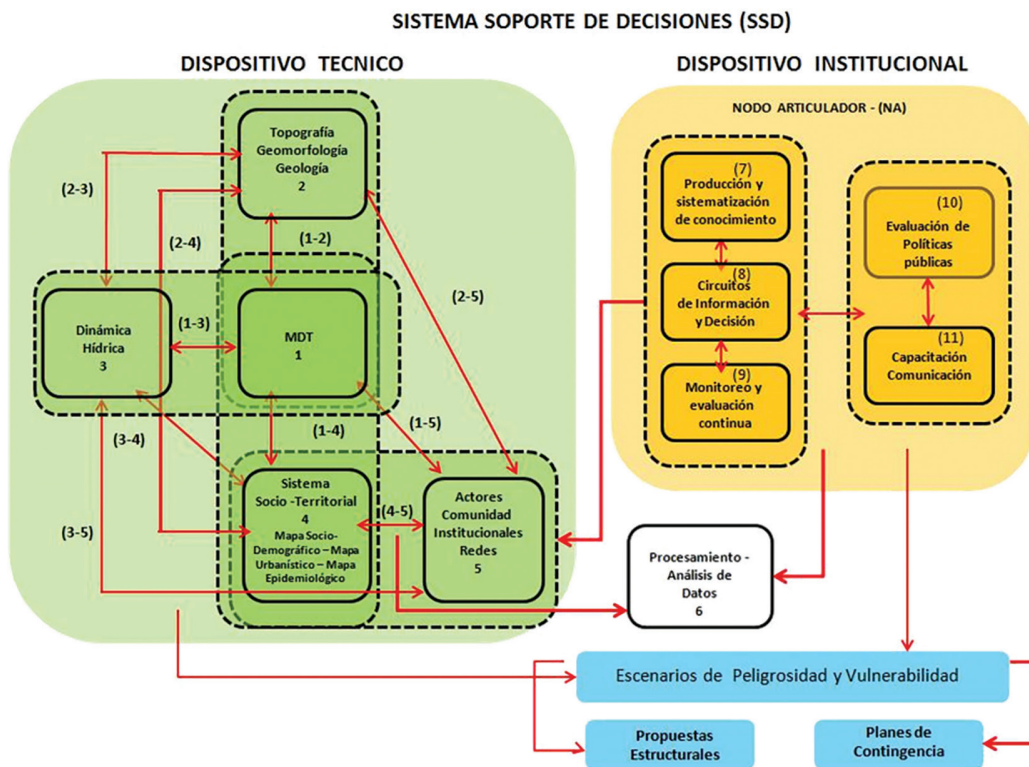 SISTEMA SOPORTE DE DECISIONES (SSD)
DISPOSITIVO TECNICO
DISPOSITIVO INSTITUCIONAL
Topografía
Geomorfología
Geología
2
(2-3)
(2-4)
(1-2)
(2-5)
Dinámica
Hídrica
3
(1-3)
MDT
1
(3-4)
(1-4)
(1-5)
(3-5)
Sistema
Socio -Territorial
4
Mapa Socio-
Demográfico – Mapa
Urbanístico – Mapa
Epidemiológico
(4-5)
Actores
Comunidad
Institucionales
Redes
5
NODO ARTICULADOR - (NA)
(7)
Producción y
sistematización
de conocimiento
(8)
Circuitos
de Información
y Decisión
(9)
Monitoreo y
evaluación
continua
(10)
Evaluación de
Políticas
públicas
(11)
Capacitación
Comunicación
Procesamiento -
Análisis de
Datos
6
Escenarios de Peligrosidad y Vulnerabilidad
Propuestas
Estructurales
Planes de
Contingencia